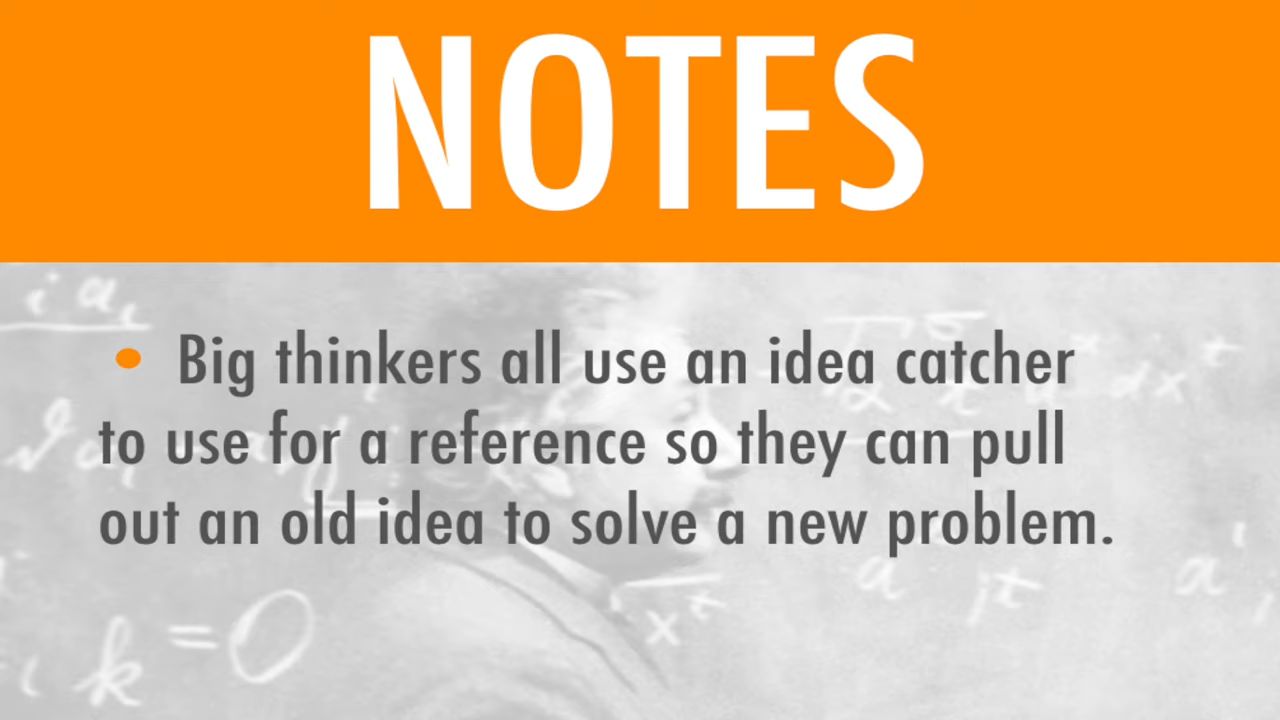 NOTES
• Big thinkers all use an idea catcher
to use for a reference so they can pull
out an old idea to solve a new problem.
k = 0